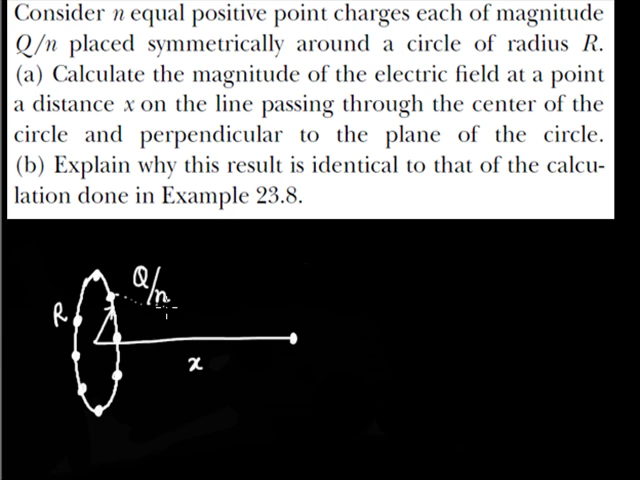 Consider n equal positive point charges each of magnitude
Q/n placed symmetrically around a circle of radius R.
(a) Calculate the magnitude of the electric field at a point
a distance x on the line passing through the center of the
circle and perpendicular to the plane of the circle.
(b) Explain why this result is identical to that of the calcu-
lation done in Example 23.8.
Q/n
R
x